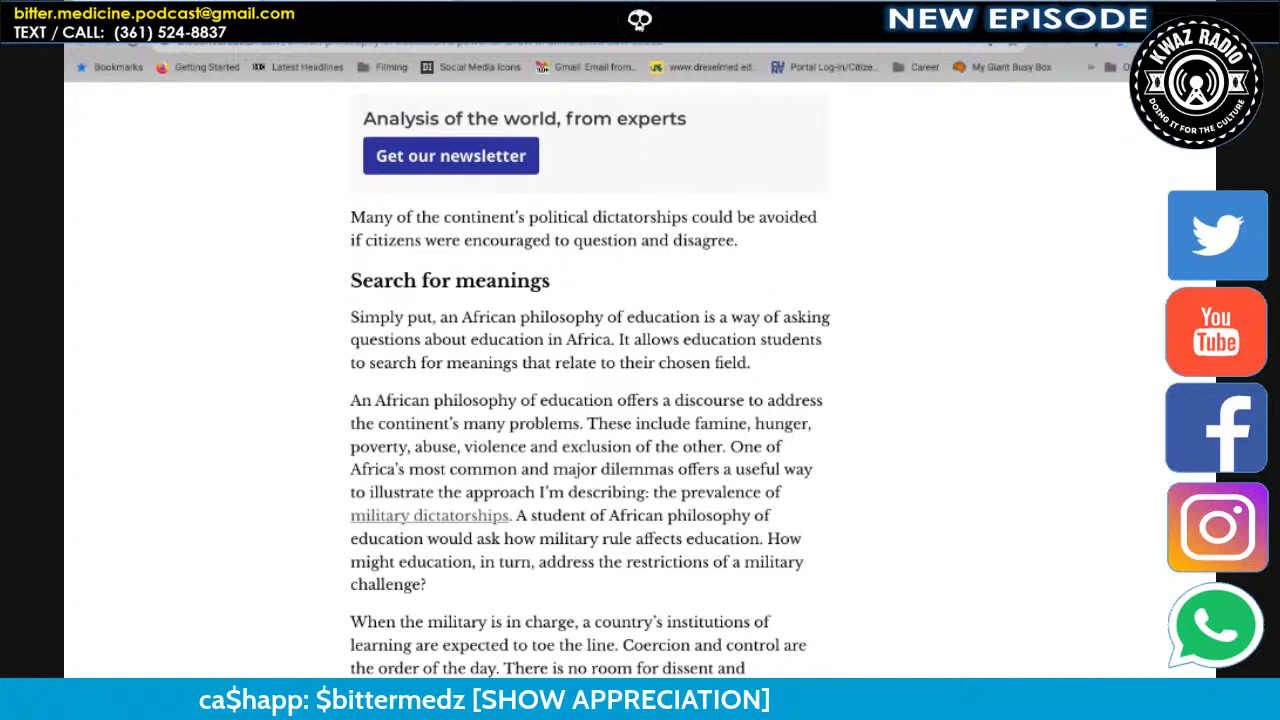 bitter.medicine.podcast@gmail.com
TEXT / CALL: (361) 524-8837
NEW EPISODE
KWAZ RADIO
DOING IT FOR THE CULTURE
Bookmarks
Getting Started
Latest Headlines
Filming
Social Media Icons
Gmail: Email from...
www.drexelmed.ed...
Portal Log-in/Citize...
Career
My Giant Busy Box
»
Analysis of the world, from experts
Get our newsletter
Many of the continent's political dictatorships could be avoided
if citizens were encouraged to question and disagree.
Search for meanings
Simply put, an African philosophy of education is a way of asking
questions about education in Africa. It allows education students
to search for meanings that relate to their chosen field.
An African philosophy of education offers a discourse to address
the continent's many problems. These include famine, hunger,
poverty, abuse, violence and exclusion of the other. One of
Africa's most common and major dilemmas offers a useful way
to illustrate the approach I'm describing: the prevalence of
military dictatorships. A student of African philosophy of
education would ask how military rule affects education. How
might education, in turn, address the restrictions of a military
challenge?
When the military is in charge, a country's institutions of
learning are expected to toe the line. Coercion and control are
the order of the day. There is no room for dissent and
You
Tube
ca$happ: $bittermedz [SHOW APPRECIATION]